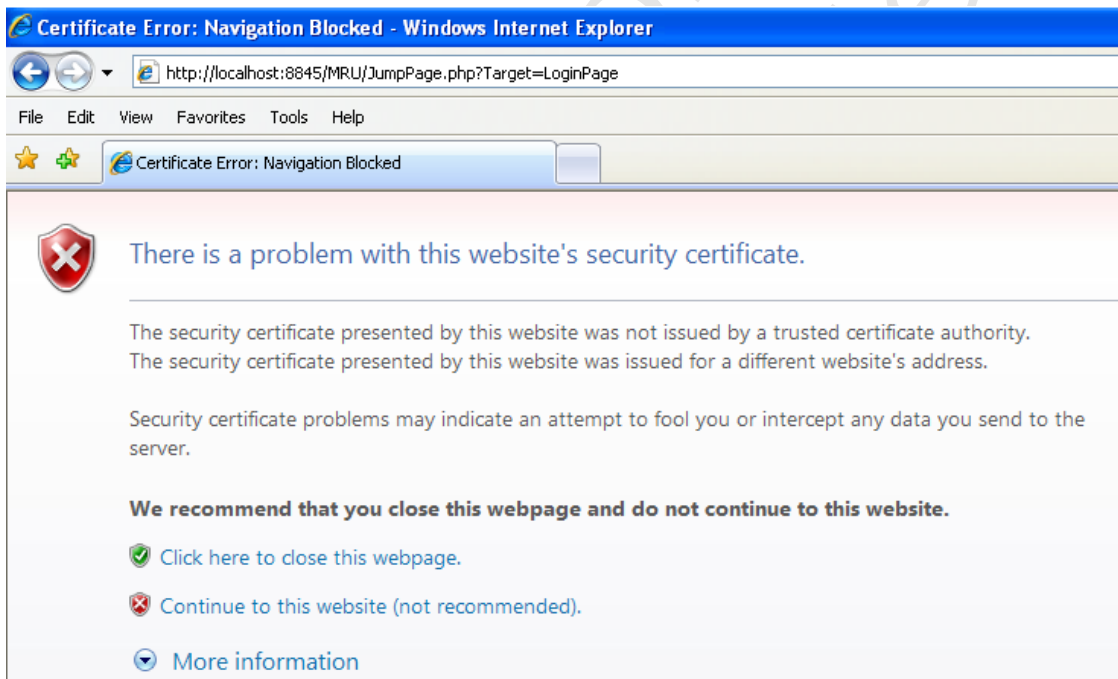 Certificate Error: Navigation Blocked - Windows Internet Explorer
http://localhost:8845/MRU/JumpPage.php?Target=LoginPage
File Edit View Favorites Tools Help
Certificate Error: Navigation Blocked
There is a problem with this website's security certificate.
The security certificate presented by this website was not issued by a trusted certificate authority.
The security certificate presented by this website was issued for a different website's address.
Security certificate problems may indicate an attempt to fool you or intercept any data you send to the
server.
We recommend that you close this webpage and do not continue to this website.
Click here to close this webpage.
Continue to this website (not recommended).
More information